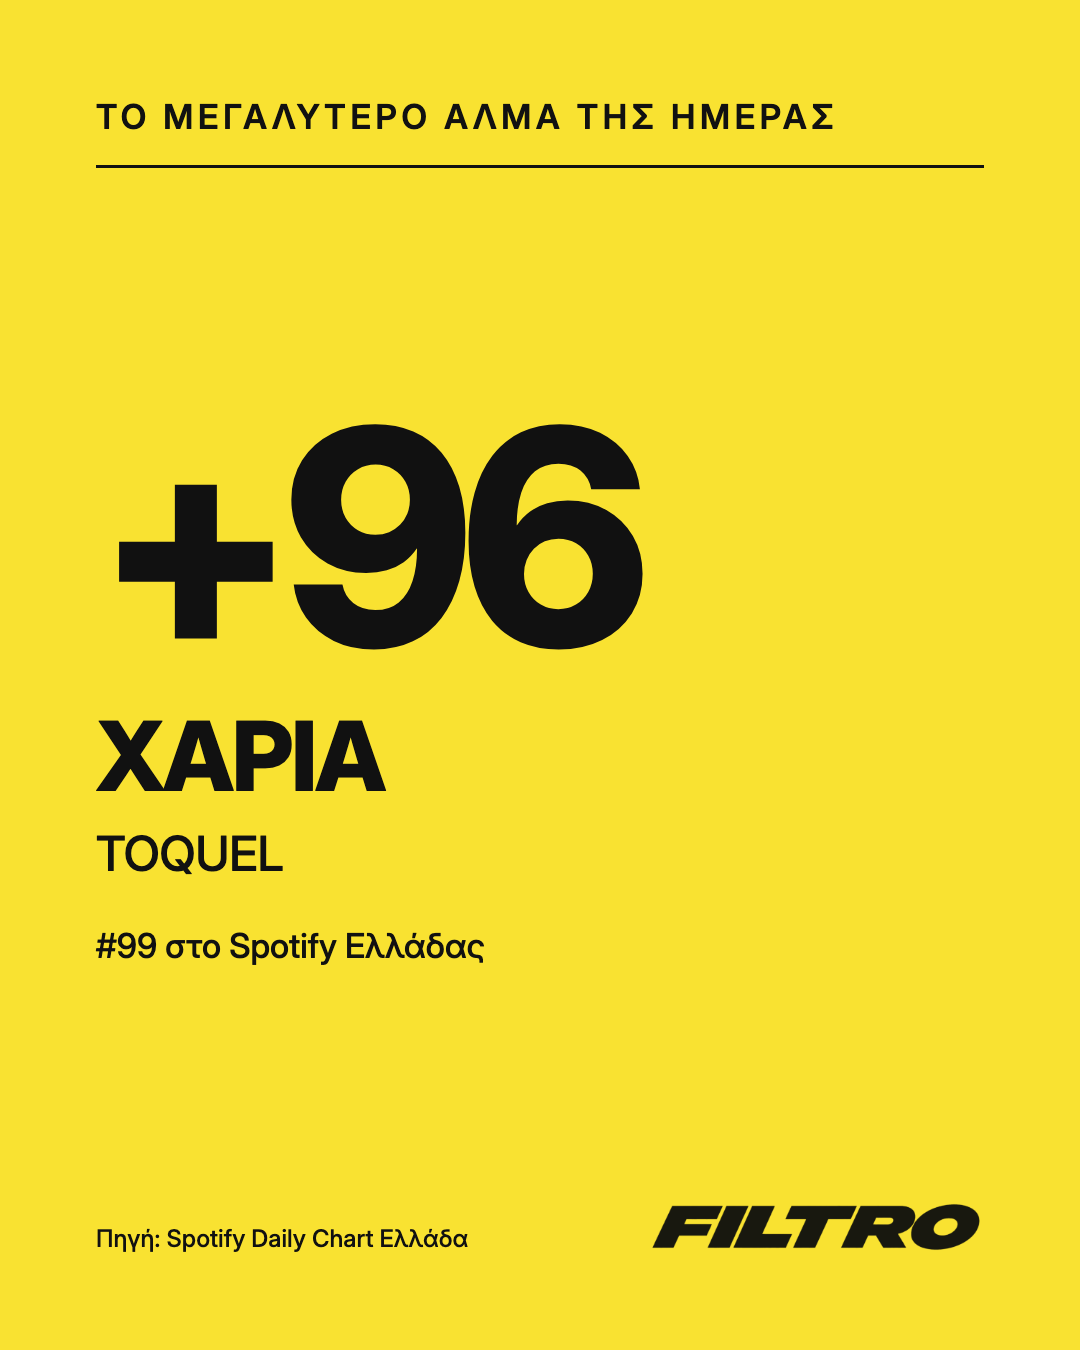 ΤΟ ΜΕΓΑΛΥΤΕΡΟ ΑΛΜΑ ΤΗΣ ΗΜΕΡΑΣ
+96
ΧΑΡΙΑ
TOQUEL
#99 στο Spotify Ελλάδας
Πηγή: Spotify Daily Chart Ελλάδα
FILTRO